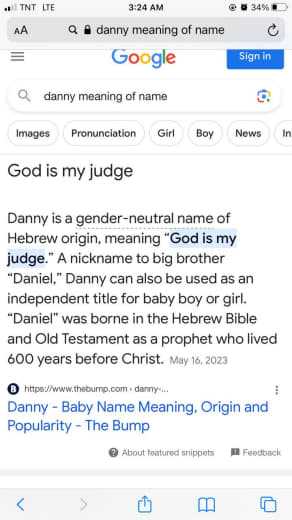 TNT LTE 3:24 AM 34%
AA danny meaning of name
Google Sign in
danny meaning of name
Images Pronunciation Girl Boy News In
God is my judge
Danny is a gender-neutral name of
Hebrew origin, meaning “God is my
judge.” A nickname to big brother
“Daniel,” Danny can also be used as an
independent title for baby boy or girl.
“Daniel” was borne in the Hebrew Bible
and Old Testament as a prophet who lived
600 years before Christ. May 16, 2023
B https://www.thebump.com › danny-...
Danny - Baby Name Meaning, Origin and
Popularity - The Bump
About featured snippets Feedback